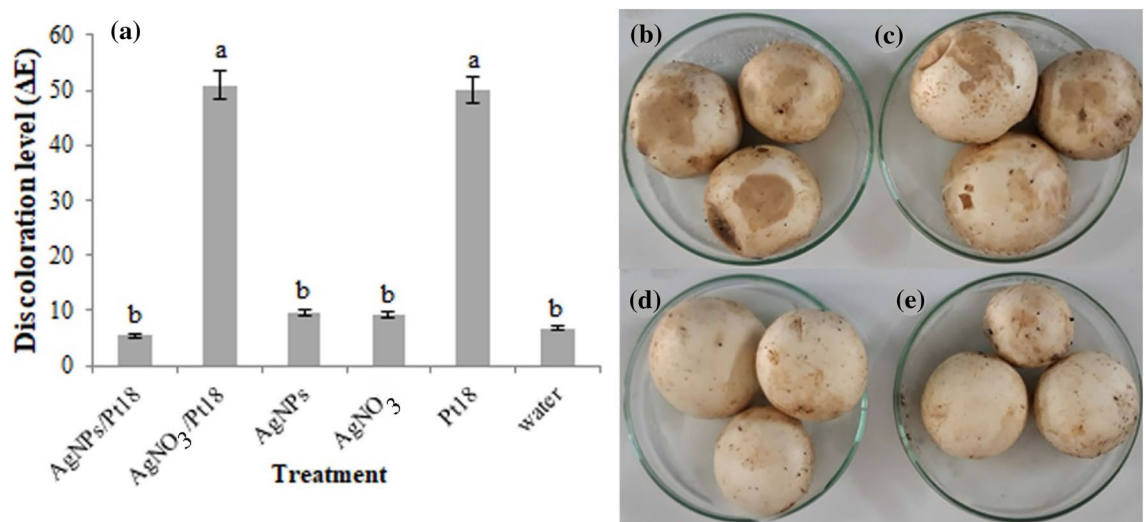 (a)
Discoloration level (ΔE)
60
50
40
30
20
10
0
b
a
b
b
a
b
AgNPs/Pt18
AgNO3/Pt18
AgNPs
AgNO3
Pt18
water
Treatment
(b)
(c)
(d)
(e)